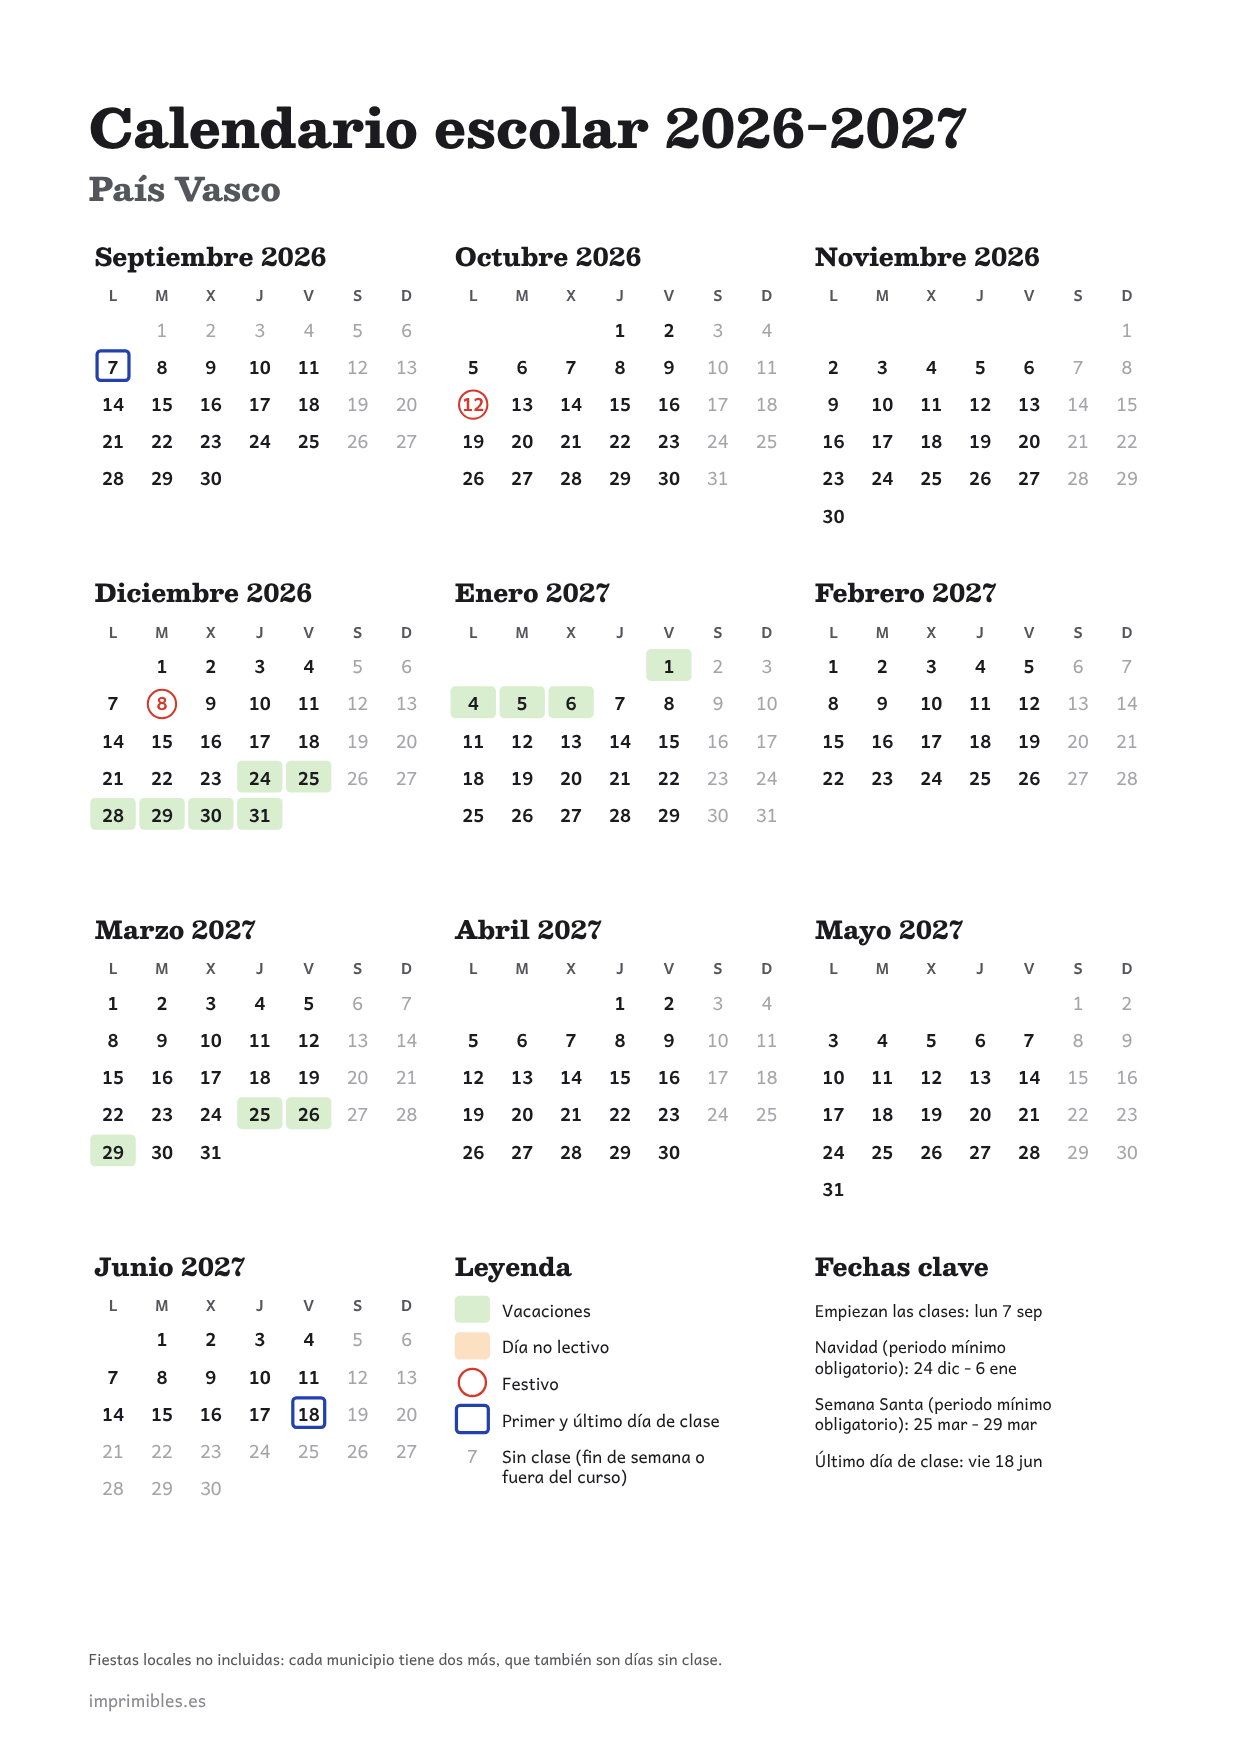 Calendario escolar 2026-2027
País Vasco
Septiembre 2026
L M X J V S D
1 2 3 4 5 6
7 8 9 10 11 12 13
14 15 16 17 18 19 20
21 22 23 24 25 26 27
28 29 30
Octubre 2026
L M X J V S D
1 2 3 4
5 6 7 8 9 10 11
12 13 14 15 16 17 18
19 20 21 22 23 24 25
26 27 28 29 30 31
Noviembre 2026
L M X J V S D
1
2 3 4 5 6 7 8
9 10 11 12 13 14 15
16 17 18 19 20 21 22
23 24 25 26 27 28 29
30
Diciembre 2026
L M X J V S D
1 2 3 4 5 6
7 8 9 10 11 12 13
14 15 16 17 18 19 20
21 22 23 24 25 26 27
28 29 30 31
Enero 2027
L M X J V S D
1 2 3
4 5 6 7 8 9 10
11 12 13 14 15 16 17
18 19 20 21 22 23 24
25 26 27 28 29 30 31
Febrero 2027
L M X J V S D
1 2 3 4 5 6 7
8 9 10 11 12 13 14
15 16 17 18 19 20 21
22 23 24 25 26 27 28
Marzo 2027
L M X J V S D
1 2 3 4 5 6 7
8 9 10 11 12 13 14
15 16 17 18 19 20 21
22 23 24 25 26 27 28
29 30 31
Abril 2027
L M X J V S D
1 2 3 4
5 6 7 8 9 10 11
12 13 14 15 16 17 18
19 20 21 22 23 24 25
26 27 28 29 30
Mayo 2027
L M X J V S D
1 2
3 4 5 6 7 8 9
10 11 12 13 14 15 16
17 18 19 20 21 22 23
24 25 26 27 28 29 30
31
Junio 2027
L M X J V S D
1 2 3 4 5 6
7 8 9 10 11 12 13
14 15 16 17 18 19 20
21 22 23 24 25 26 27
28 29 30
Leyenda
Vacaciones
Día no lectivo
Festivo
Primer y último día de clase
7 Sin clase (fin de semana o
fuera del curso)
Fechas clave
Empiezan las clases: lun 7 sep
Navidad (periodo mínimo
obligatorio): 24 dic - 6 ene
Semana Santa (periodo mínimo
obligatorio): 25 mar - 29 mar
Último día de clase: vie 18 jun
Fiestas locales no incluidas: cada municipio tiene dos más, que también son días sin clase.
imprimibles.es